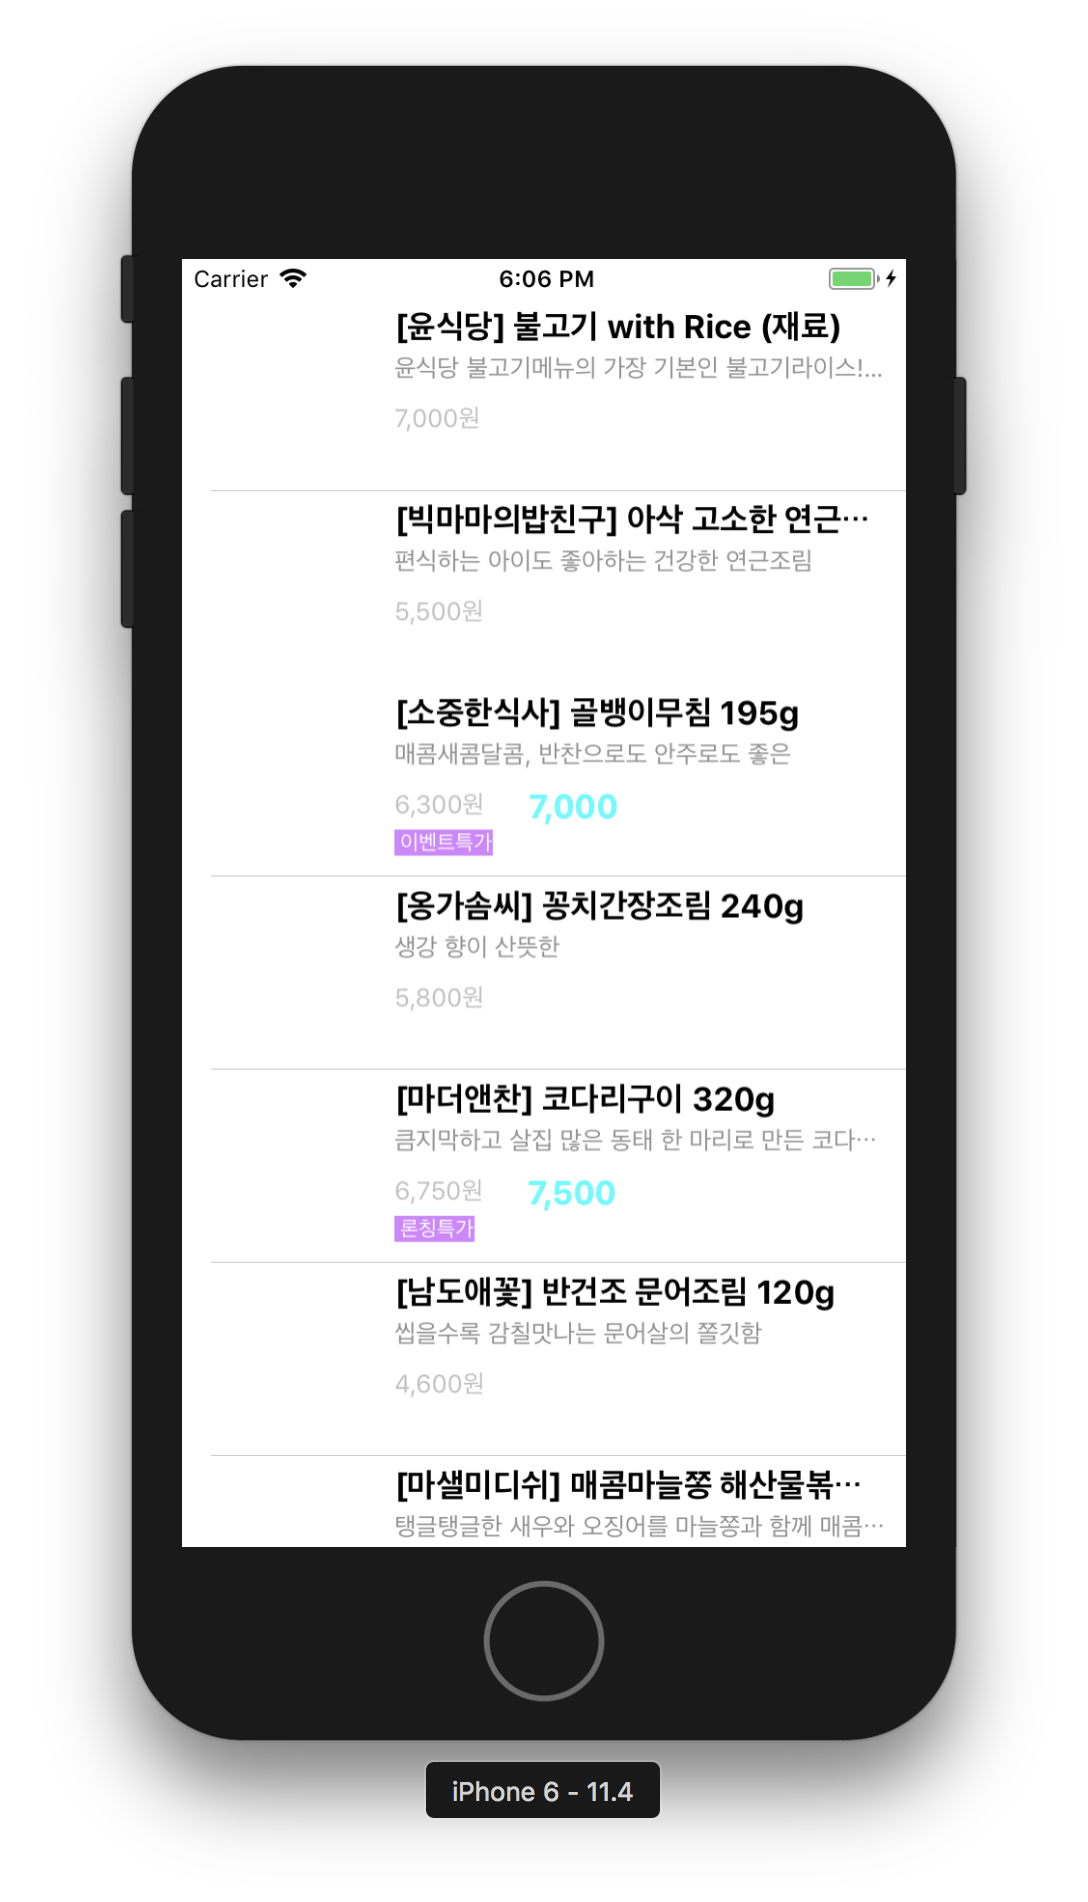 Carrier 6:06 PM
[윤식당] 불고기 with Rice (재료)
윤식당 불고기메뉴의 가장 기본인 불고기라이스!...
7,000원
[빅마마의밥친구] 아삭 고소한 연근…
편식하는 아이도 좋아하는 건강한 연근조림
5,500원
[소중한식사] 골뱅이무침 195g
매콤새콤달콤, 반찬으로도 안주로도 좋은
6,300원 7,000
이벤트특가
[옹가솜씨] 꽁치간장조림 240g
생강 향이 산뜻한
5,800원
[마더앤찬] 코다리구이 320g
큼지막하고 살집 많은 동태 한 마리로 만든 코다…
6,750원 7,500
론칭특가
[남도애꽃] 반건조 문어조림 120g
씹을수록 감칠맛나는 문어살의 쫄깃함
4,600원
[마샐미디쉬] 매콤마늘쫑 해산물볶…
탱글탱글한 새우와 오징어를 마늘쫑과 함께 매콤…
iPhone 6 - 11.4